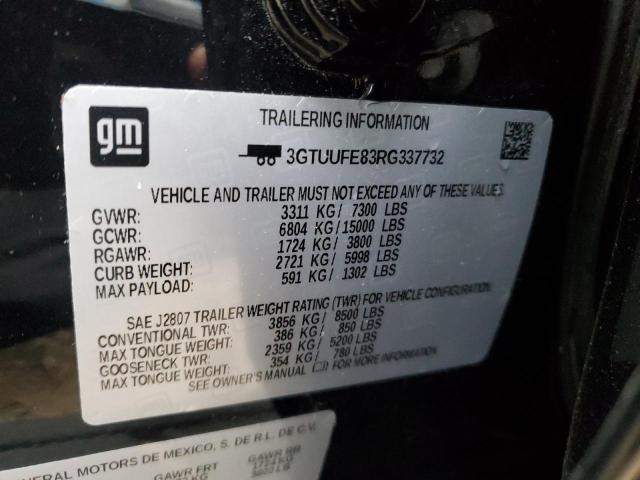 gm
TRAILERING INFORMATION
3GTUUFE83RG337732
VEHICLE AND TRAILER MUST NOT EXCEED ANY OF THESE VALUES
GVWR: 3311 KG/ 7300 LBS
GCWR: 6804 KG/15000 LBS
RGAWR: 1724 KG/ 3800 LBS
CURB WEIGHT: 2721 KG/ 5998 LBS
MAX PAYLOAD: 591 KG/ 1302 LBS
SAE J2807 TRAILER WEIGHT RATING (TWR) FOR VEHICLE CONFIGURATION
CONVENTIONAL TWR: 3856 KG/ 8500 LBS
MAX TONGUE WEIGHT: 386 KG/ 850 LBS
GOOSENECK TWR: 2359 KG/ 5200 LBS
MAX TONGUE WEIGHT: 354 KG/ 780 LBS
SEE OWNER'S MANUAL FOR MORE INFORMATION
GENERAL MOTORS DE MEXICO, S. DE R.L. DE C.V.
GAWR FRT GAWR RR